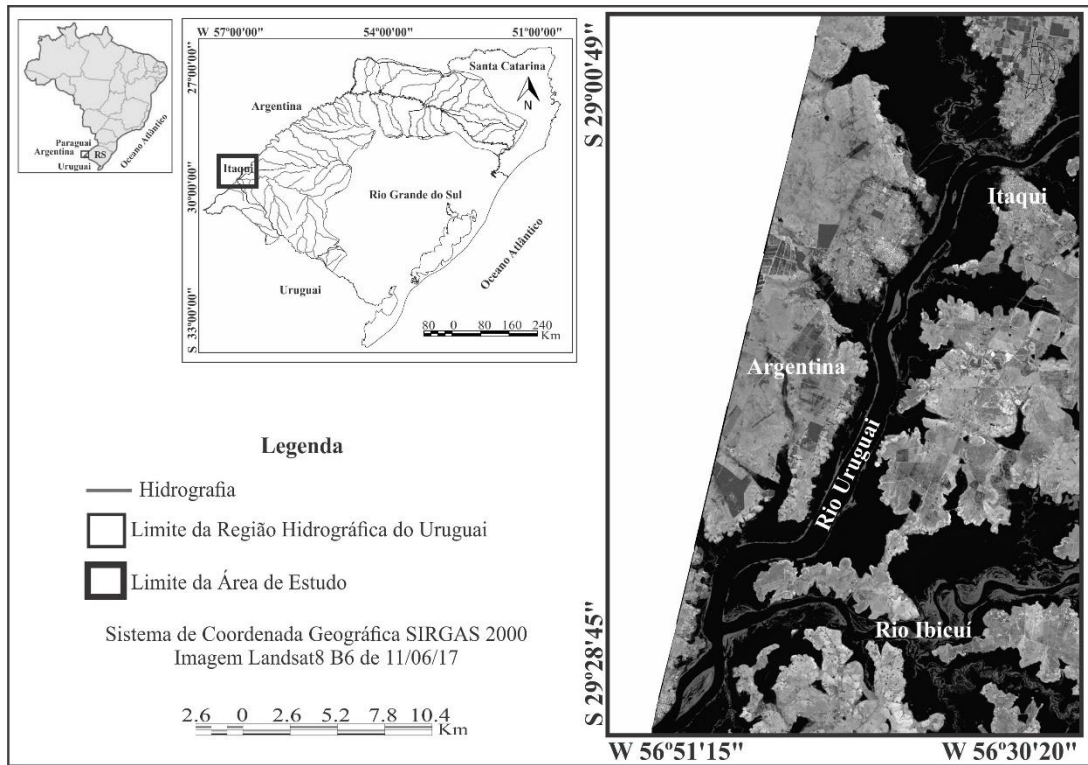 Paraguai
Argentina
Uruguai
RS
Oceano Atlântico
W 57°00'00"
54°00'00"
51°00'00"
27°00'00"
30°00'00"
S 33°00'00"
Santa Catarina
N
Argentina
Itaqui
Rio Grande do Sul
Oceano Atlântico
Uruguai
80 0 80 160 240
Km
Legenda
Hidrografia
Limite da Região Hidrográfica do Uruguai
Limite da Área de Estudo
Sistema de Coordenada Geográfica SIRGAS 2000
Imagem Landsat8 B6 de 11/06/17
2.6 0 2.6 5.2 7.8 10.4
Km
S 29°00'49"
S 29°28'45"
Itaqui
Argentina
Rio Uruguai
Rio Ibicuí
W 56°51'15"
W 56°30'20"